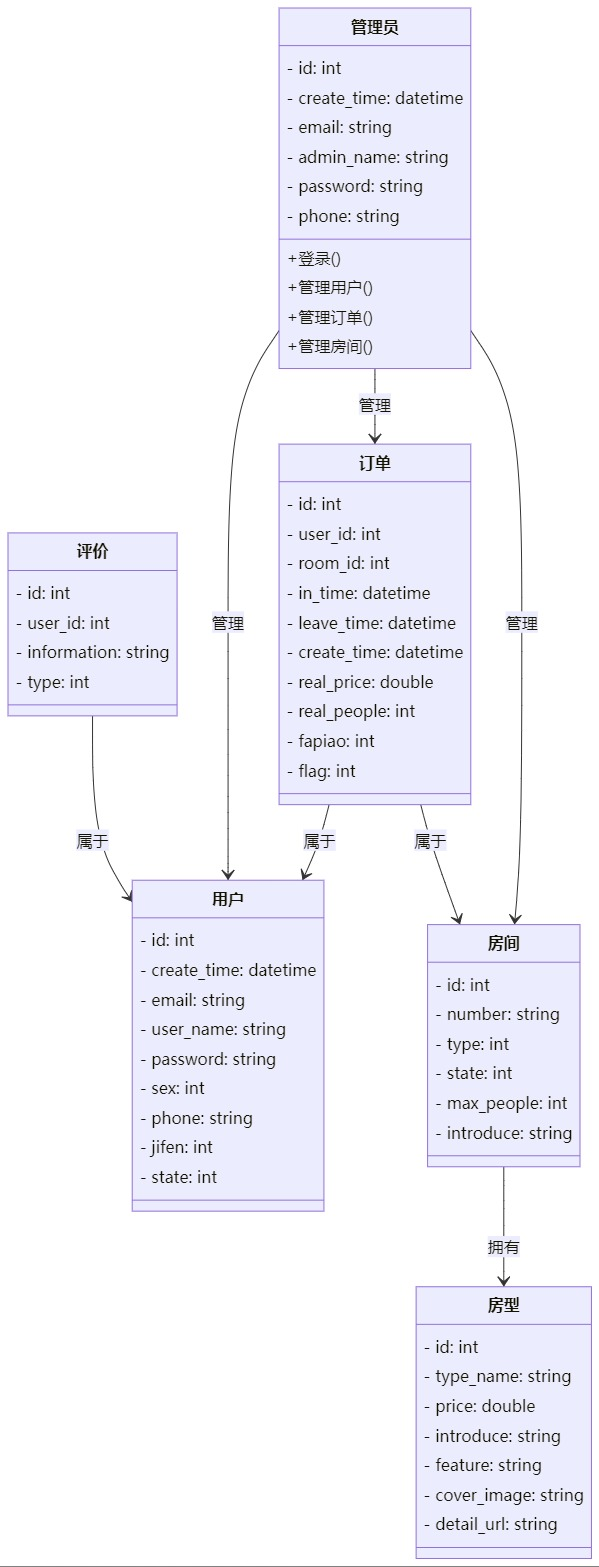 管理员
- id: int
- create_time: datetime
- email: string
- admin_name: string
- password: string
- phone: string
+登录()
+管理用户()
+管理订单()
+管理房间()
管理
订单
- id: int
- user_id: int
- room_id: int
- in_time: datetime
- leave_time: datetime
- create_time: datetime
- real_price: double
- real_people: int
- fapiao: int
- flag: int
评价
- id: int
- user_id: int
- information: string
- type: int
管理
管理
属于
属于
属于
用户
- id: int
- create_time: datetime
- email: string
- user_name: string
- password: string
- sex: int
- phone: string
- jifen: int
- state: int
房间
- id: int
- number: string
- type: int
- state: int
- max_people: int
- introduce: string
拥有
房型
- id: int
- type_name: string
- price: double
- introduce: string
- feature: string
- cover_image: string
- detail_url: string